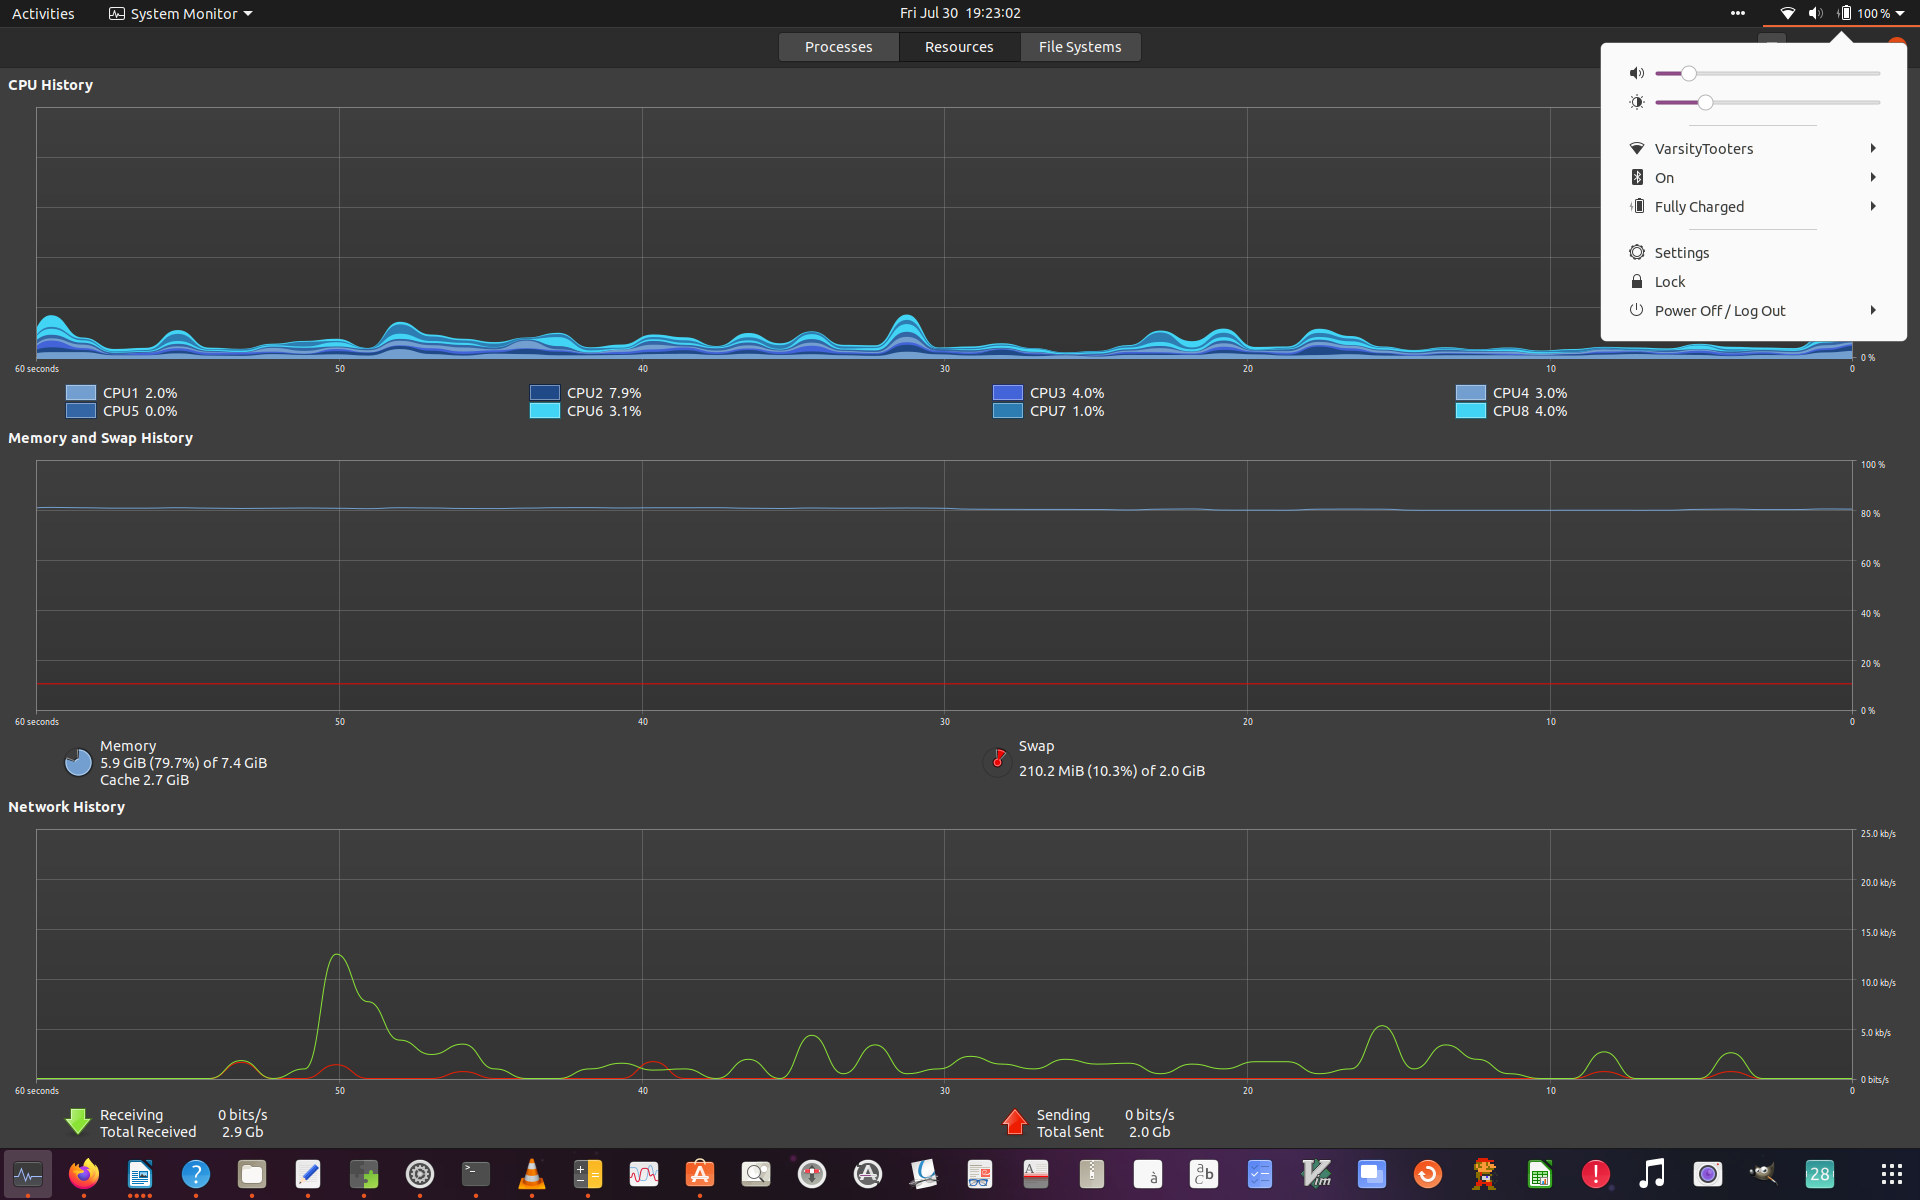 Activities
System Monitor
Fri Jul 30 19:23:02
100 %
Processes
Resources
File Systems
VarsityTooters
On
Fully Charged
Settings
Lock
Power Off / Log Out
CPU History
0 %
60 seconds
50
40
30
20
10
0
CPU1 2.0%
CPU2 7.9%
CPU3 4.0%
CPU4 3.0%
CPU5 0.0%
CPU6 3.1%
CPU7 1.0%
CPU8 4.0%
Memory and Swap History
100 %
80 %
60 %
40 %
20 %
0 %
60 seconds
50
40
30
20
10
0
Memory
5.9 GiB (79.7%) of 7.4 GiB
Cache 2.7 GiB
Swap
210.2 MiB (10.3%) of 2.0 GiB
Network History
25.0 kb/s
20.0 kb/s
15.0 kb/s
10.0 kb/s
5.0 kb/s
0 bits/s
60 seconds
50
40
30
20
10
0
Receiving 0 bits/s
Total Received 2.9 Gb
Sending 0 bits/s
Total Sent 2.0 Gb
?
>_
A
à
a b C
Vim
28